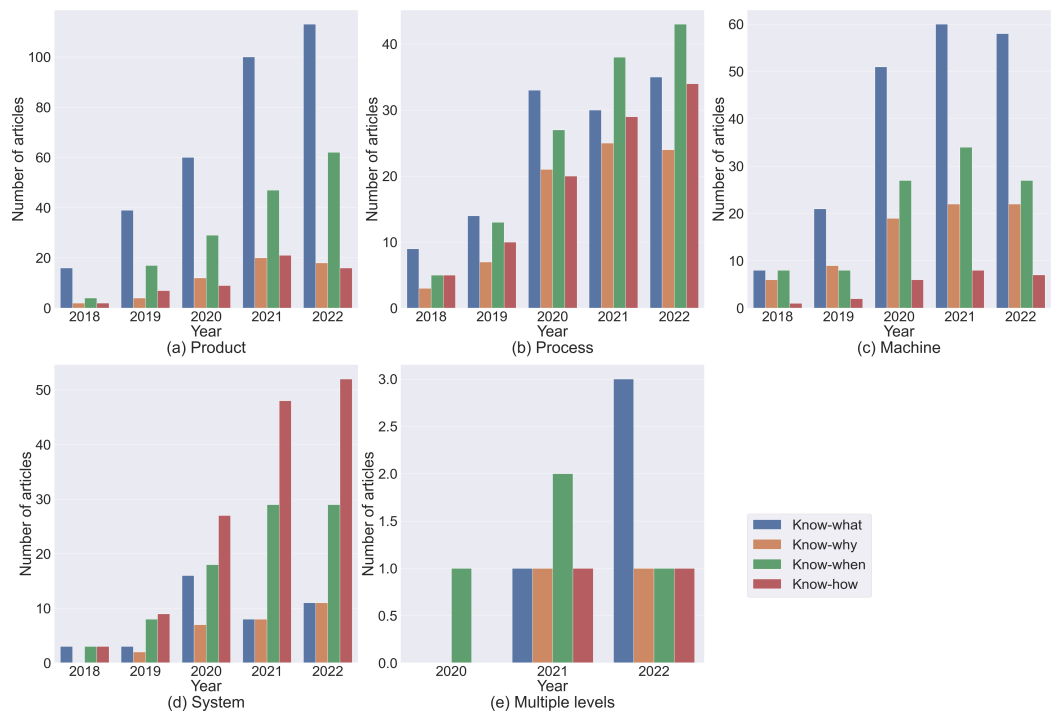 Number of articles
100
80
60
40
20
0
2018 2019 2020 2021 2022
Year
(a) Product
Number of articles
40
30
20
10
0
2018 2019 2020 2021 2022
Year
(b) Process
Number of articles
60
50
40
30
20
10
0
2018 2019 2020 2021 2022
Year
(c) Machine
Number of articles
50
40
30
20
10
0
2018 2019 2020 2021 2022
Year
(d) System
Number of articles
3.0
2.5
2.0
1.5
1.0
0.5
0.0
2020 2021 2022
Year
(e) Multiple levels
Know-what
Know-why
Know-when
Know-how